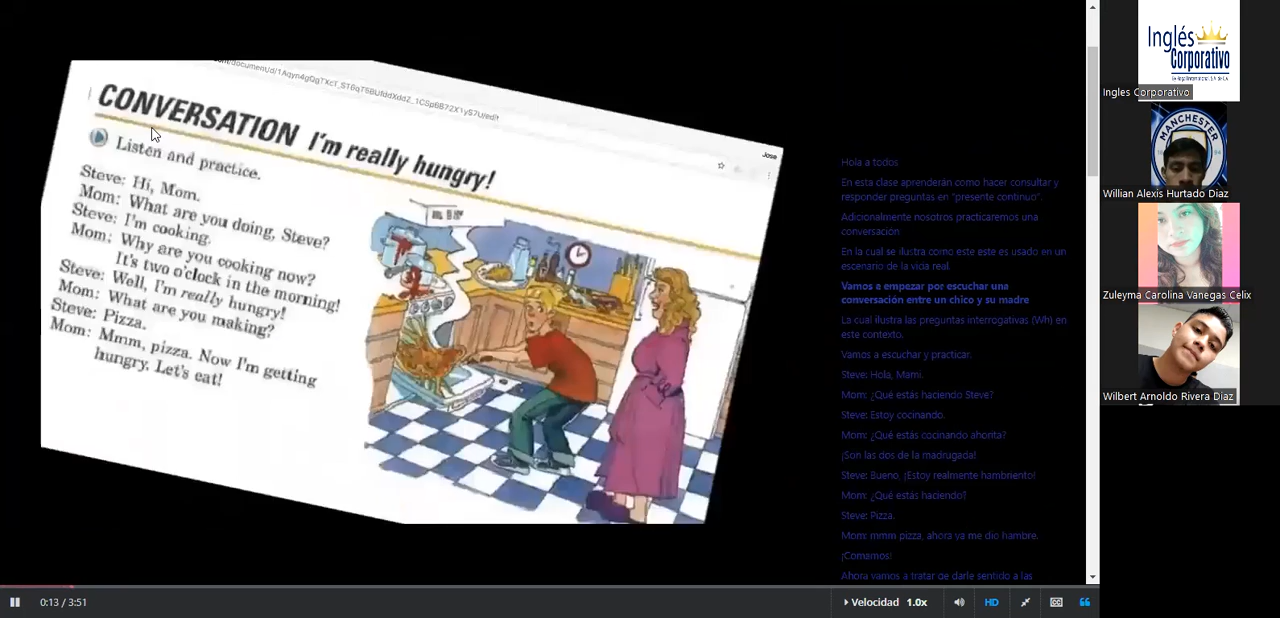 CONVERSATION I'm really hungry!
Listen and practice.
Steve: Hi, Mom.
Mom: What are you doing, Steve?
Steve: I'm cooking.
Mom: Why are you cooking now?
It's two o'clock in the morning!
Steve: Well, I'm really hungry!
Mom: What are you making?
Steve: Pizza.
Mom: Mmm, pizza. Now I'm getting
hungry. Let's eat!
Jose
Hola a todos
En esta clase aprenderán como hacer consultar y
responder preguntas en "presente continuo".
Adicionalmente nosotros practicaremos una
conversación
En la cual se ilustra como este este es usado en un
escenario de la vida real.
Vamos a empezar por escuchar una
conversación entre un chico y su madre
La cual ilustra las preguntas interrogativas (Wh) en
este contexto.
Vamos a escuchar y practicar.
Steve: Hola, Mami.
Mom: ¿Qué estás haciendo Steve?
Steve: Estoy cocinando.
Mom: ¿Qué estás cocinando ahorita?
¡Son las dos de la madrugada!
Steve: Bueno, ¡Estoy realmente hambriento!
Mom: ¿Qué estás haciendo?
Steve: Pizza.
Mom: mmm pizza, ahora ya me dio hambre.
¡Comamos!
Ahora vamos a tratar de darle sentido a las
0:13 / 3:51
Velocidad 1.0x
HD
Inglés
Corporativo
Ingles Corporativo
MANCHESTER
Willian Alexis Hurtado Diaz
Zuleyma Carolina Vanegas Celix
Wilbert Arnoldo Rivera Diaz